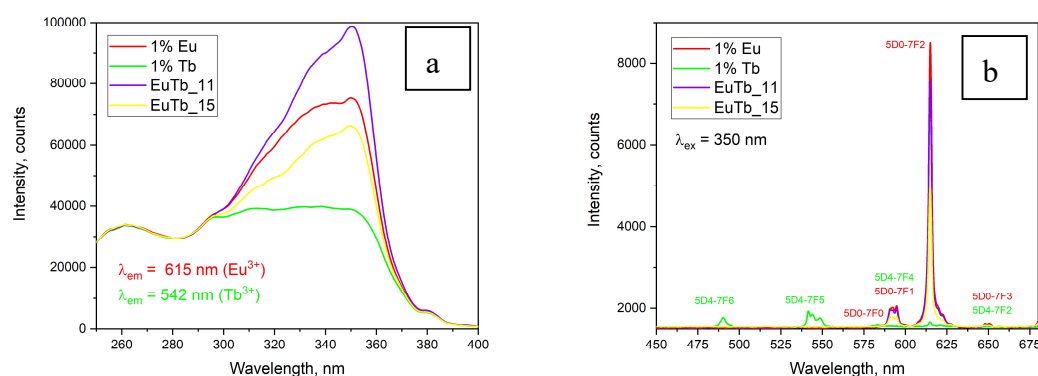 a
1% Eu
1% Tb
EuTb_11
EuTb_15
λem = 615 nm (Eu3+)
λem = 542 nm (Tb3+)
Intensity, counts
100000
80000
60000
40000
20000
0
260 280 300 320 340 360 380 400
Wavelength, nm
b
1% Eu
1% Tb
EuTb_11
EuTb_15
λex = 350 nm
5D0-7F2
5D4-7F6
5D4-7F5
5D4-7F4
5D0-7F1
5D0-7F0
5D0-7F3
5D4-7F2
Intensity, counts
8000
6000
4000
2000
450 475 500 525 550 575 600 625 650 675
Wavelength, nm